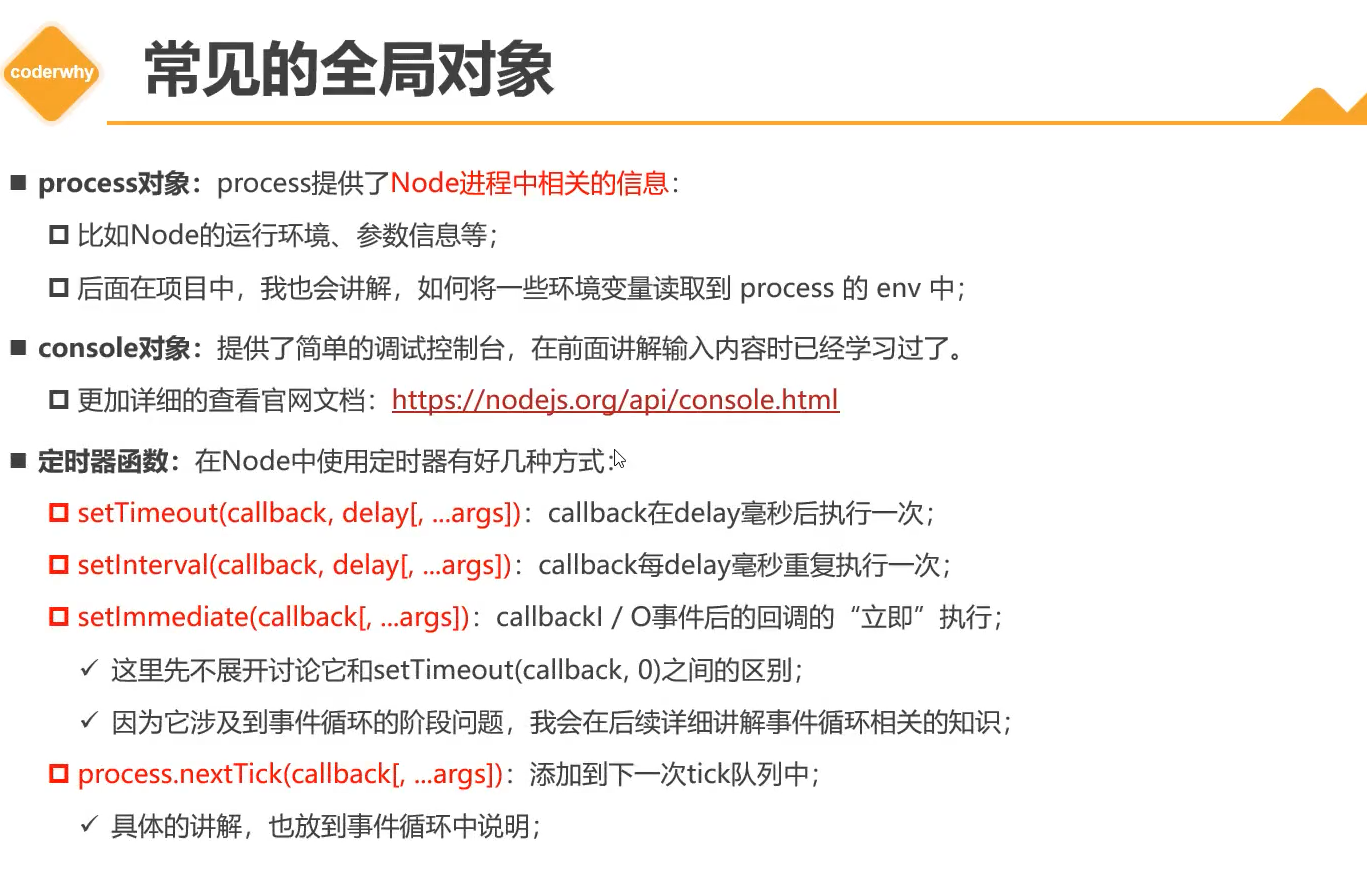 coderwhy
常见的全局对象
process对象：process提供了Node进程中相关的信息：
比如Node的运行环境、参数信息等；
后面在项目中，我也会讲解，如何将一些环境变量读取到 process 的 env 中；
console对象：提供了简单的调试控制台，在前面讲解输入内容时已经学习过了。
更加详细的查看官网文档：https://nodejs.org/api/console.html
定时器函数：在Node中使用定时器有好几种方式：
setTimeout(callback, delay[, ...args])：callback在delay毫秒后执行一次；
setInterval(callback, delay[, ...args])：callback每delay毫秒重复执行一次；
setImmediate(callback[, ...args])：callbackI / O事件后的回调的“立即”执行；
这里先不展开讨论它和setTimeout(callback, 0)之间的区别；
因为它涉及到事件循环的阶段问题，我会在后续详细讲解事件循环相关的知识；
process.nextTick(callback[, ...args])：添加到下一次tick队列中；
具体的讲解，也放到事件循环中说明；